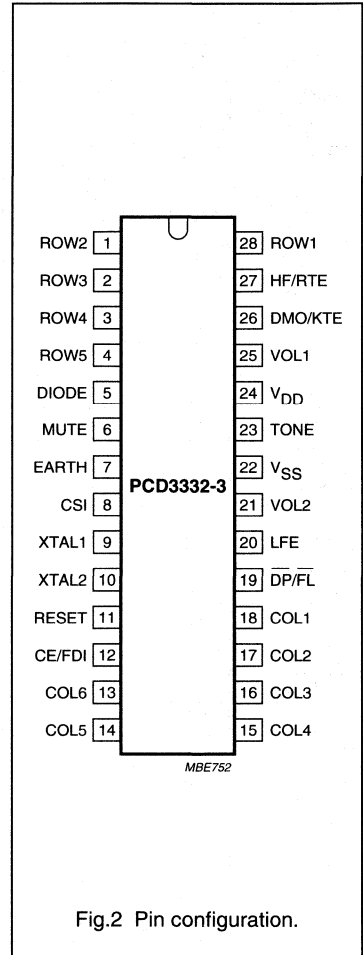 ROW2 1 28 ROW1
ROW3 2 27 HF/RTE
ROW4 3 26 DMO/KTE
ROW5 4 25 VOL1
DIODE 5 24 VDD
MUTE 6 23 TONE
EARTH 7 22 VSS
PCD3332-3
CSI 8 21 VOL2
XTAL1 9 20 LFE
XTAL2 10 19 D̅P̅/F̅L̅
RESET 11 18 COL1
CE/FDI 12 17 COL2
COL6 13 16 COL3
COL5 14 15 COL4
MBE752
Fig.2 Pin configuration.